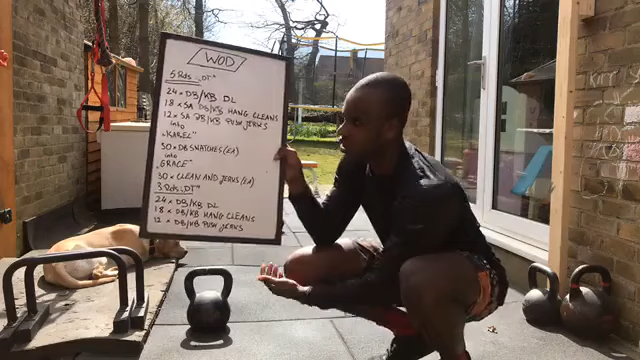 WOD
5 Rds "DT"
24 x DB/KB DL
18 x SA DB/KB HANG CLEANS
12 x SA DB/KB PUSH JERKS
into
"KAREL"
30 x DB SNATCHES (EA)
into
"GRACE"
30 x CLEAN AND JERKS (EA)
3 Rds "DT"
24 x DB/KB DL
18 x DB/KB HANG CLEANS
12 x DB/KB PUSH JERKS